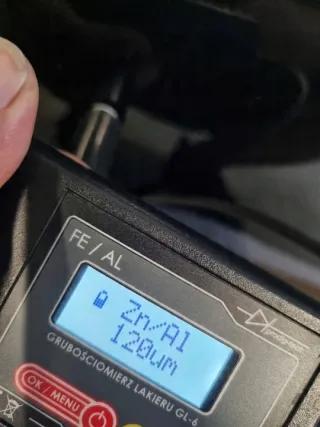 FE / AL
Zn/Al
120um
GRUBOŚCIOMIERZ LAKIERU GL-6
OK / MENU